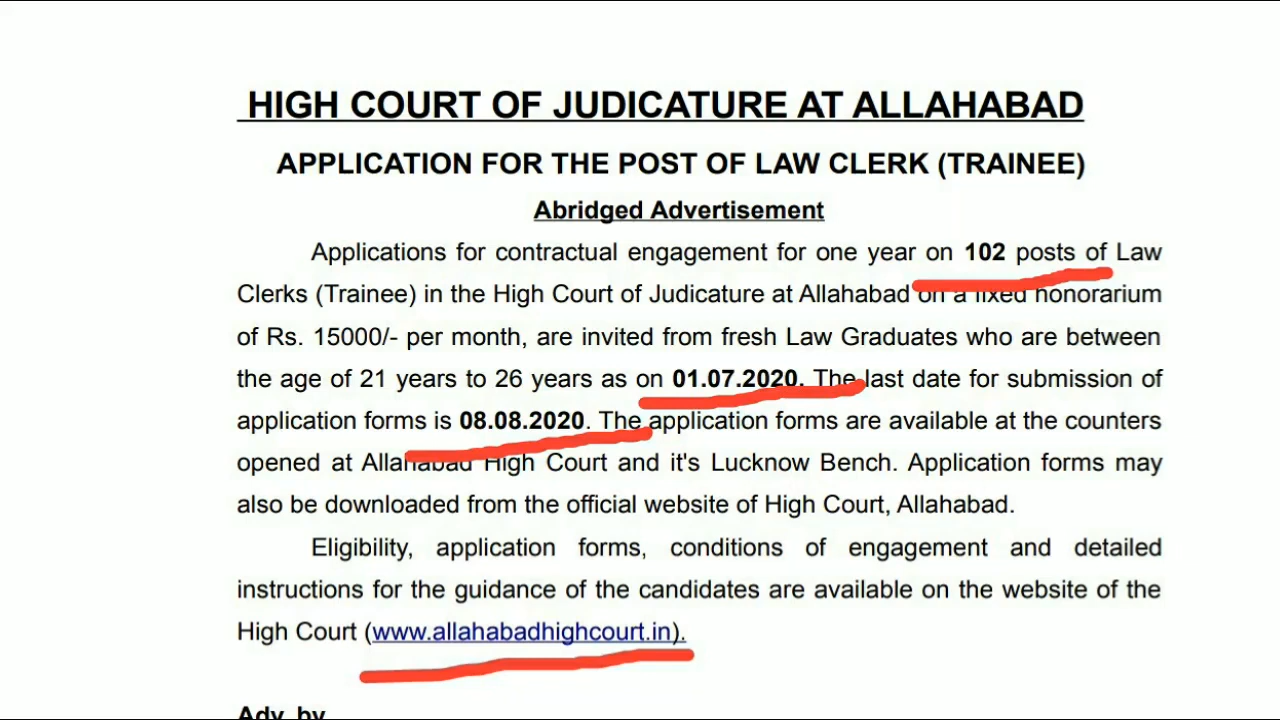 HIGH COURT OF JUDICATURE AT ALLAHABAD
APPLICATION FOR THE POST OF LAW CLERK (TRAINEE)
Abridged Advertisement
Applications for contractual engagement for one year on 102 posts of Law
Clerks (Trainee) in the High Court of Judicature at Allahabad on a fixed honorarium
of Rs. 15000/- per month, are invited from fresh Law Graduates who are between
the age of 21 years to 26 years as on 01.07.2020. The last date for submission of
application forms is 08.08.2020. The application forms are available at the counters
opened at Allahabad High Court and it's Lucknow Bench. Application forms may
also be downloaded from the official website of High Court, Allahabad.
Eligibility, application forms, conditions of engagement and detailed
instructions for the guidance of the candidates are available on the website of the
High Court (www.allahabadhighcourt.in).
Adv. by